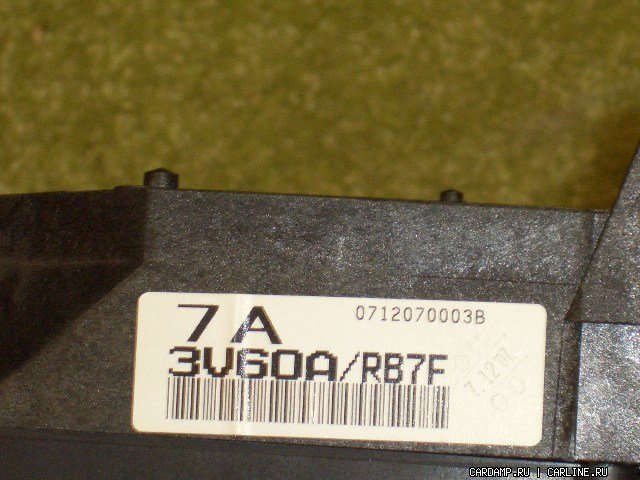 7A
0712070003B
3V60A/RB7F
CARDAMP.RU | CARLINE.RU